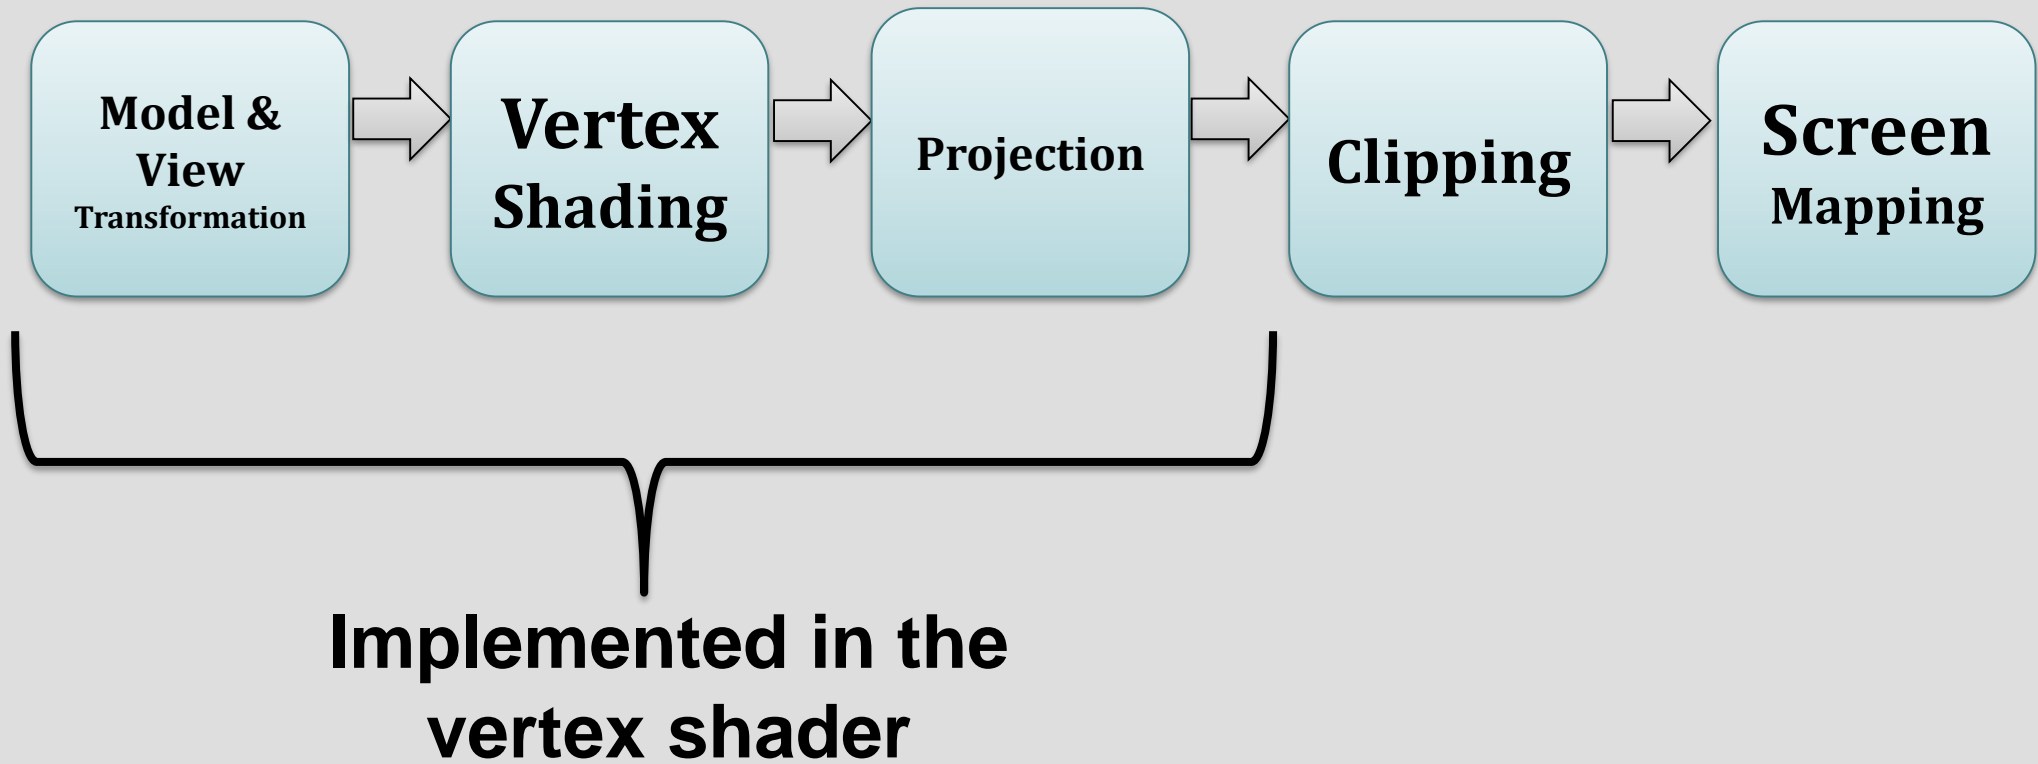 Model &
View
Transformation
Vertex
Shading
Projection
Clipping
Screen
Mapping
Implemented in the
vertex shader